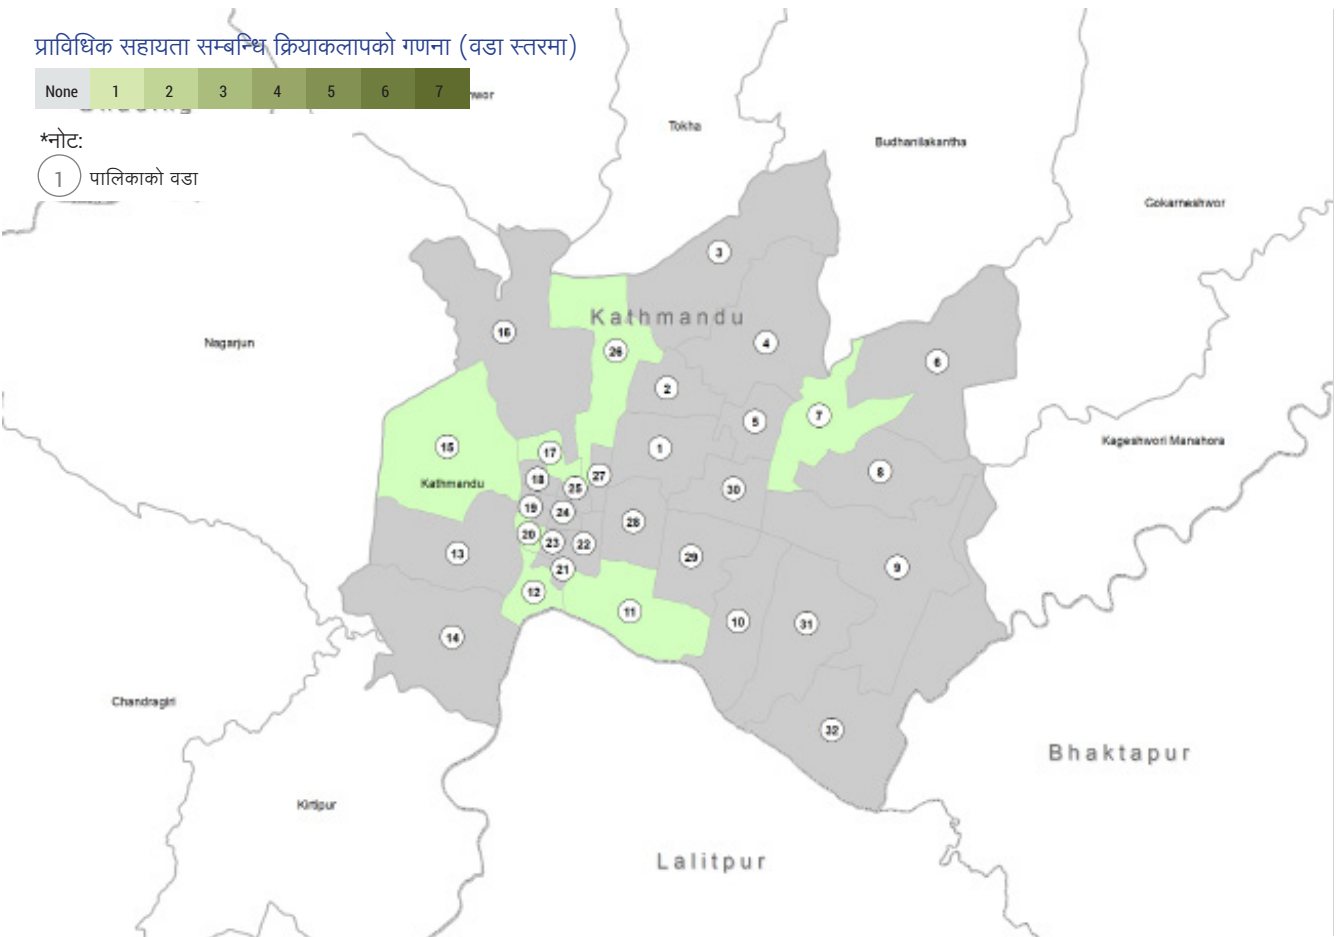 प्राविधिक सहायता सम्बन्धि क्रियाकलापको गणना (वडा स्तरमा)
None 1 2 3 4 5 6 7
*नोट:
1 पालिकाको वडा
Tokha
Budhanilakantha
Gokarneshwor
3
Kathmandu
16
26
4
Nagarjun
6
2
7
5
15
17
1
Kageshwori Manahora
8
18
27
25
30
Kathmandu
19
24
28
20
23
22
13
29
21
9
12
11
10
31
14
Chandragiri
32
Bhaktapur
Kirtipur
Lalitpur